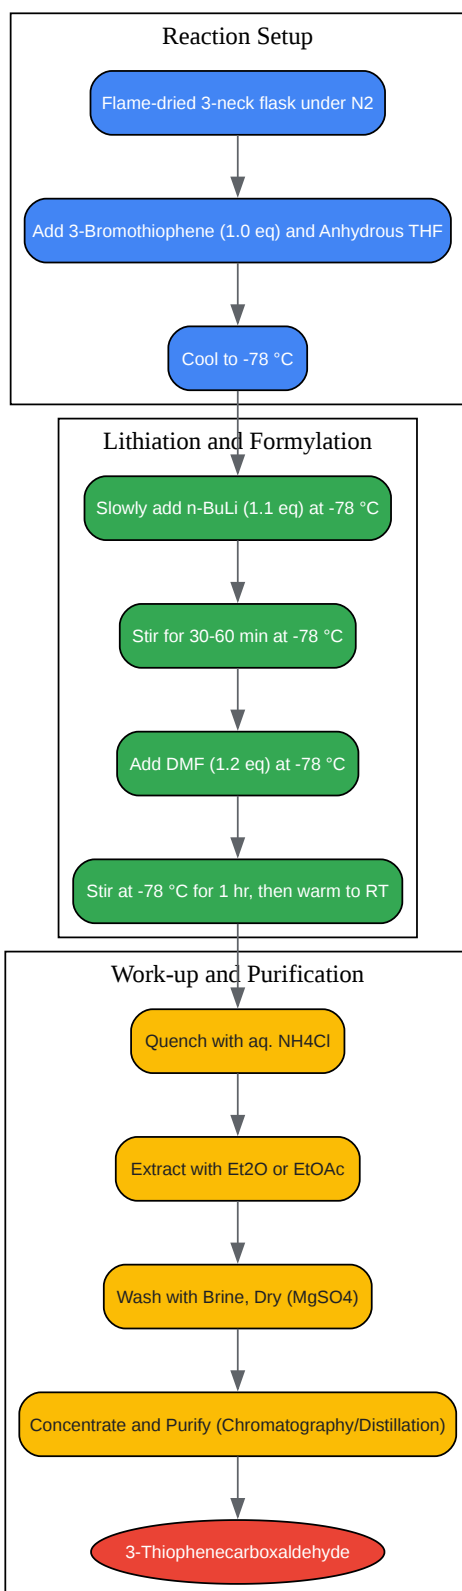 Reaction Setup
Flame-dried 3-neck flask under N2
Add 3-Bromothiophene (1.0 eq) and Anhydrous THF
Cool to -78 °C
Lithiation and Formylation
Slowly add n-BuLi (1.1 eq) at -78 °C
Stir for 30-60 min at -78 °C
Add DMF (1.2 eq) at -78 °C
Stir at -78 °C for 1 hr, then warm to RT
Work-up and Purification
Quench with aq. NH4Cl
Extract with Et2O or EtOAc
Wash with Brine, Dry (MgSO4)
Concentrate and Purify (Chromatography/Distillation)
3-Thiophenecarboxaldehyde